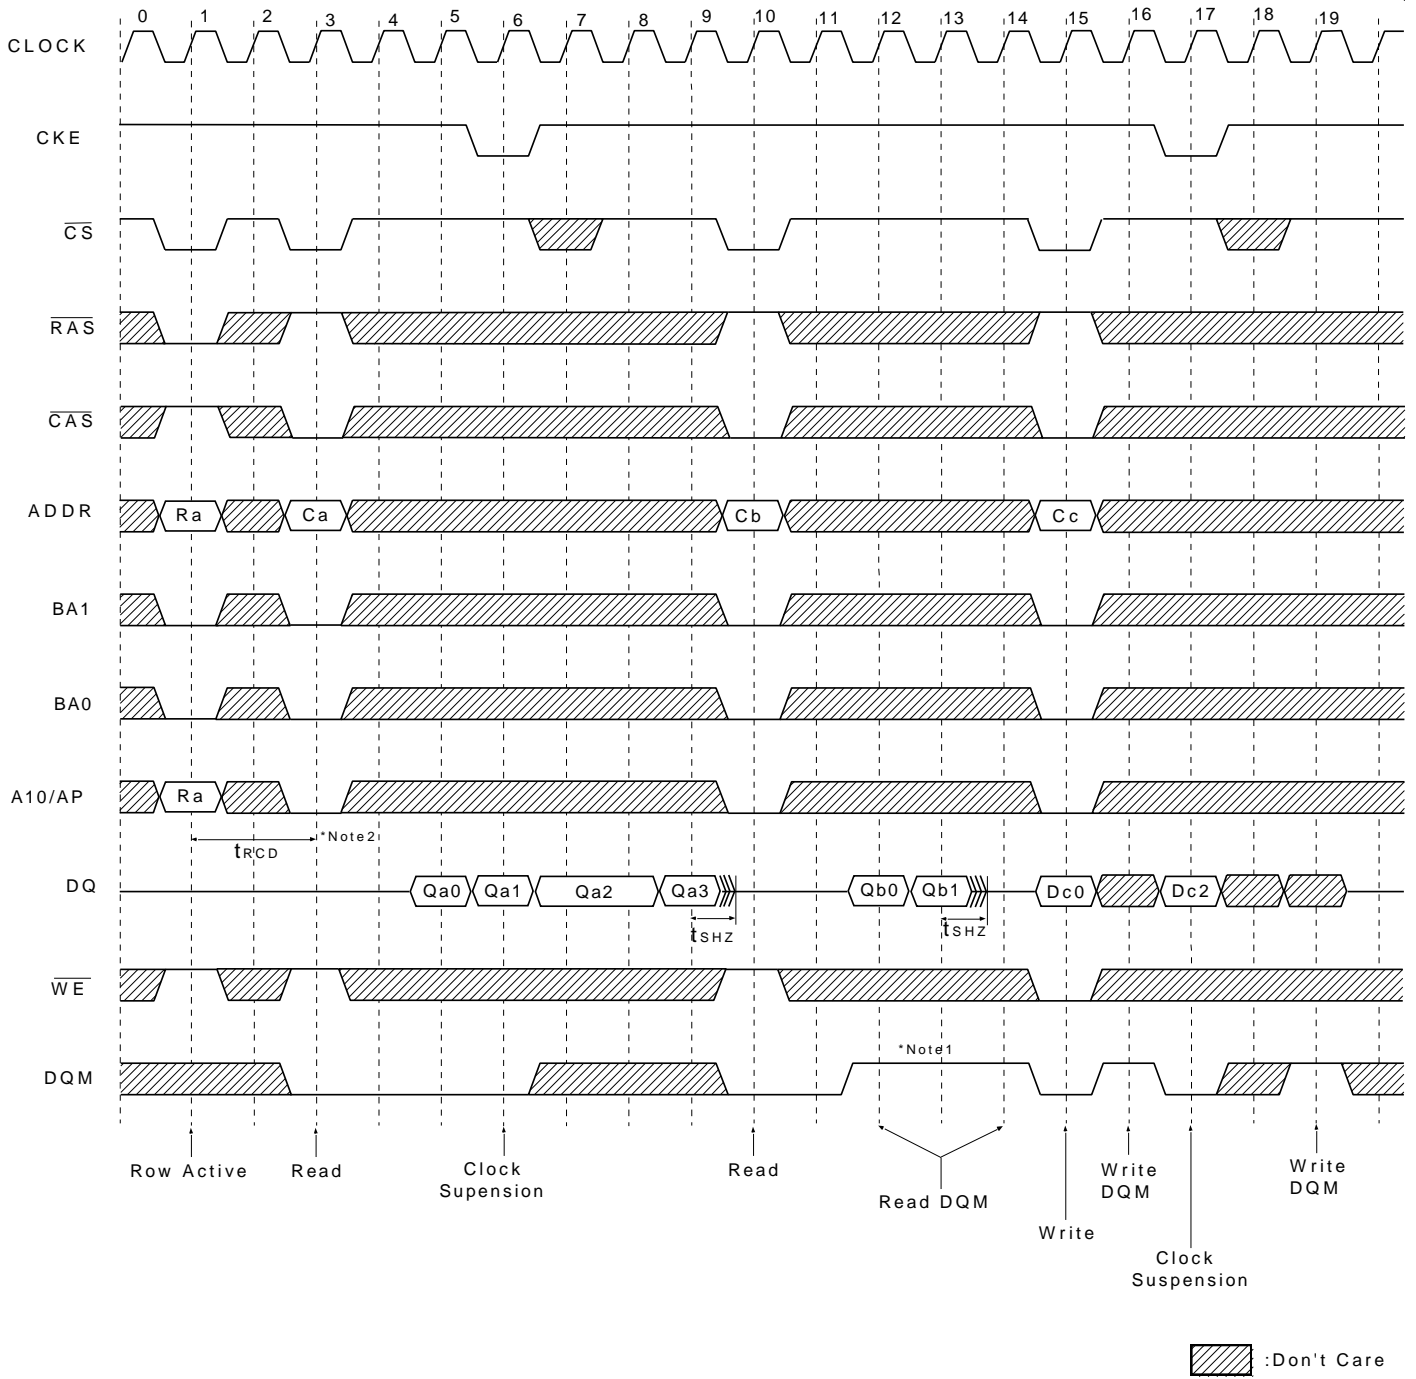 0 1 2 3 4 5 6 7 8 9 10 11 12 13 14 15 16 17 18 19
CLOCK
CKE
CS
RAS
CAS
ADDR Ra Ca Cb Cc
BA1
BA0
A10/AP Ra
*Note2
tRCD
DQ Qa0 Qa1 Qa2 Qa3 Qb0 Qb1 Dc0 Dc2
tSHZ tSHZ
WE
*Note1
DQM
Row Active Read Clock Read Write Write
Supension DQM DQM
Read DQM
Write
Clock
Suspension
:Don't Care